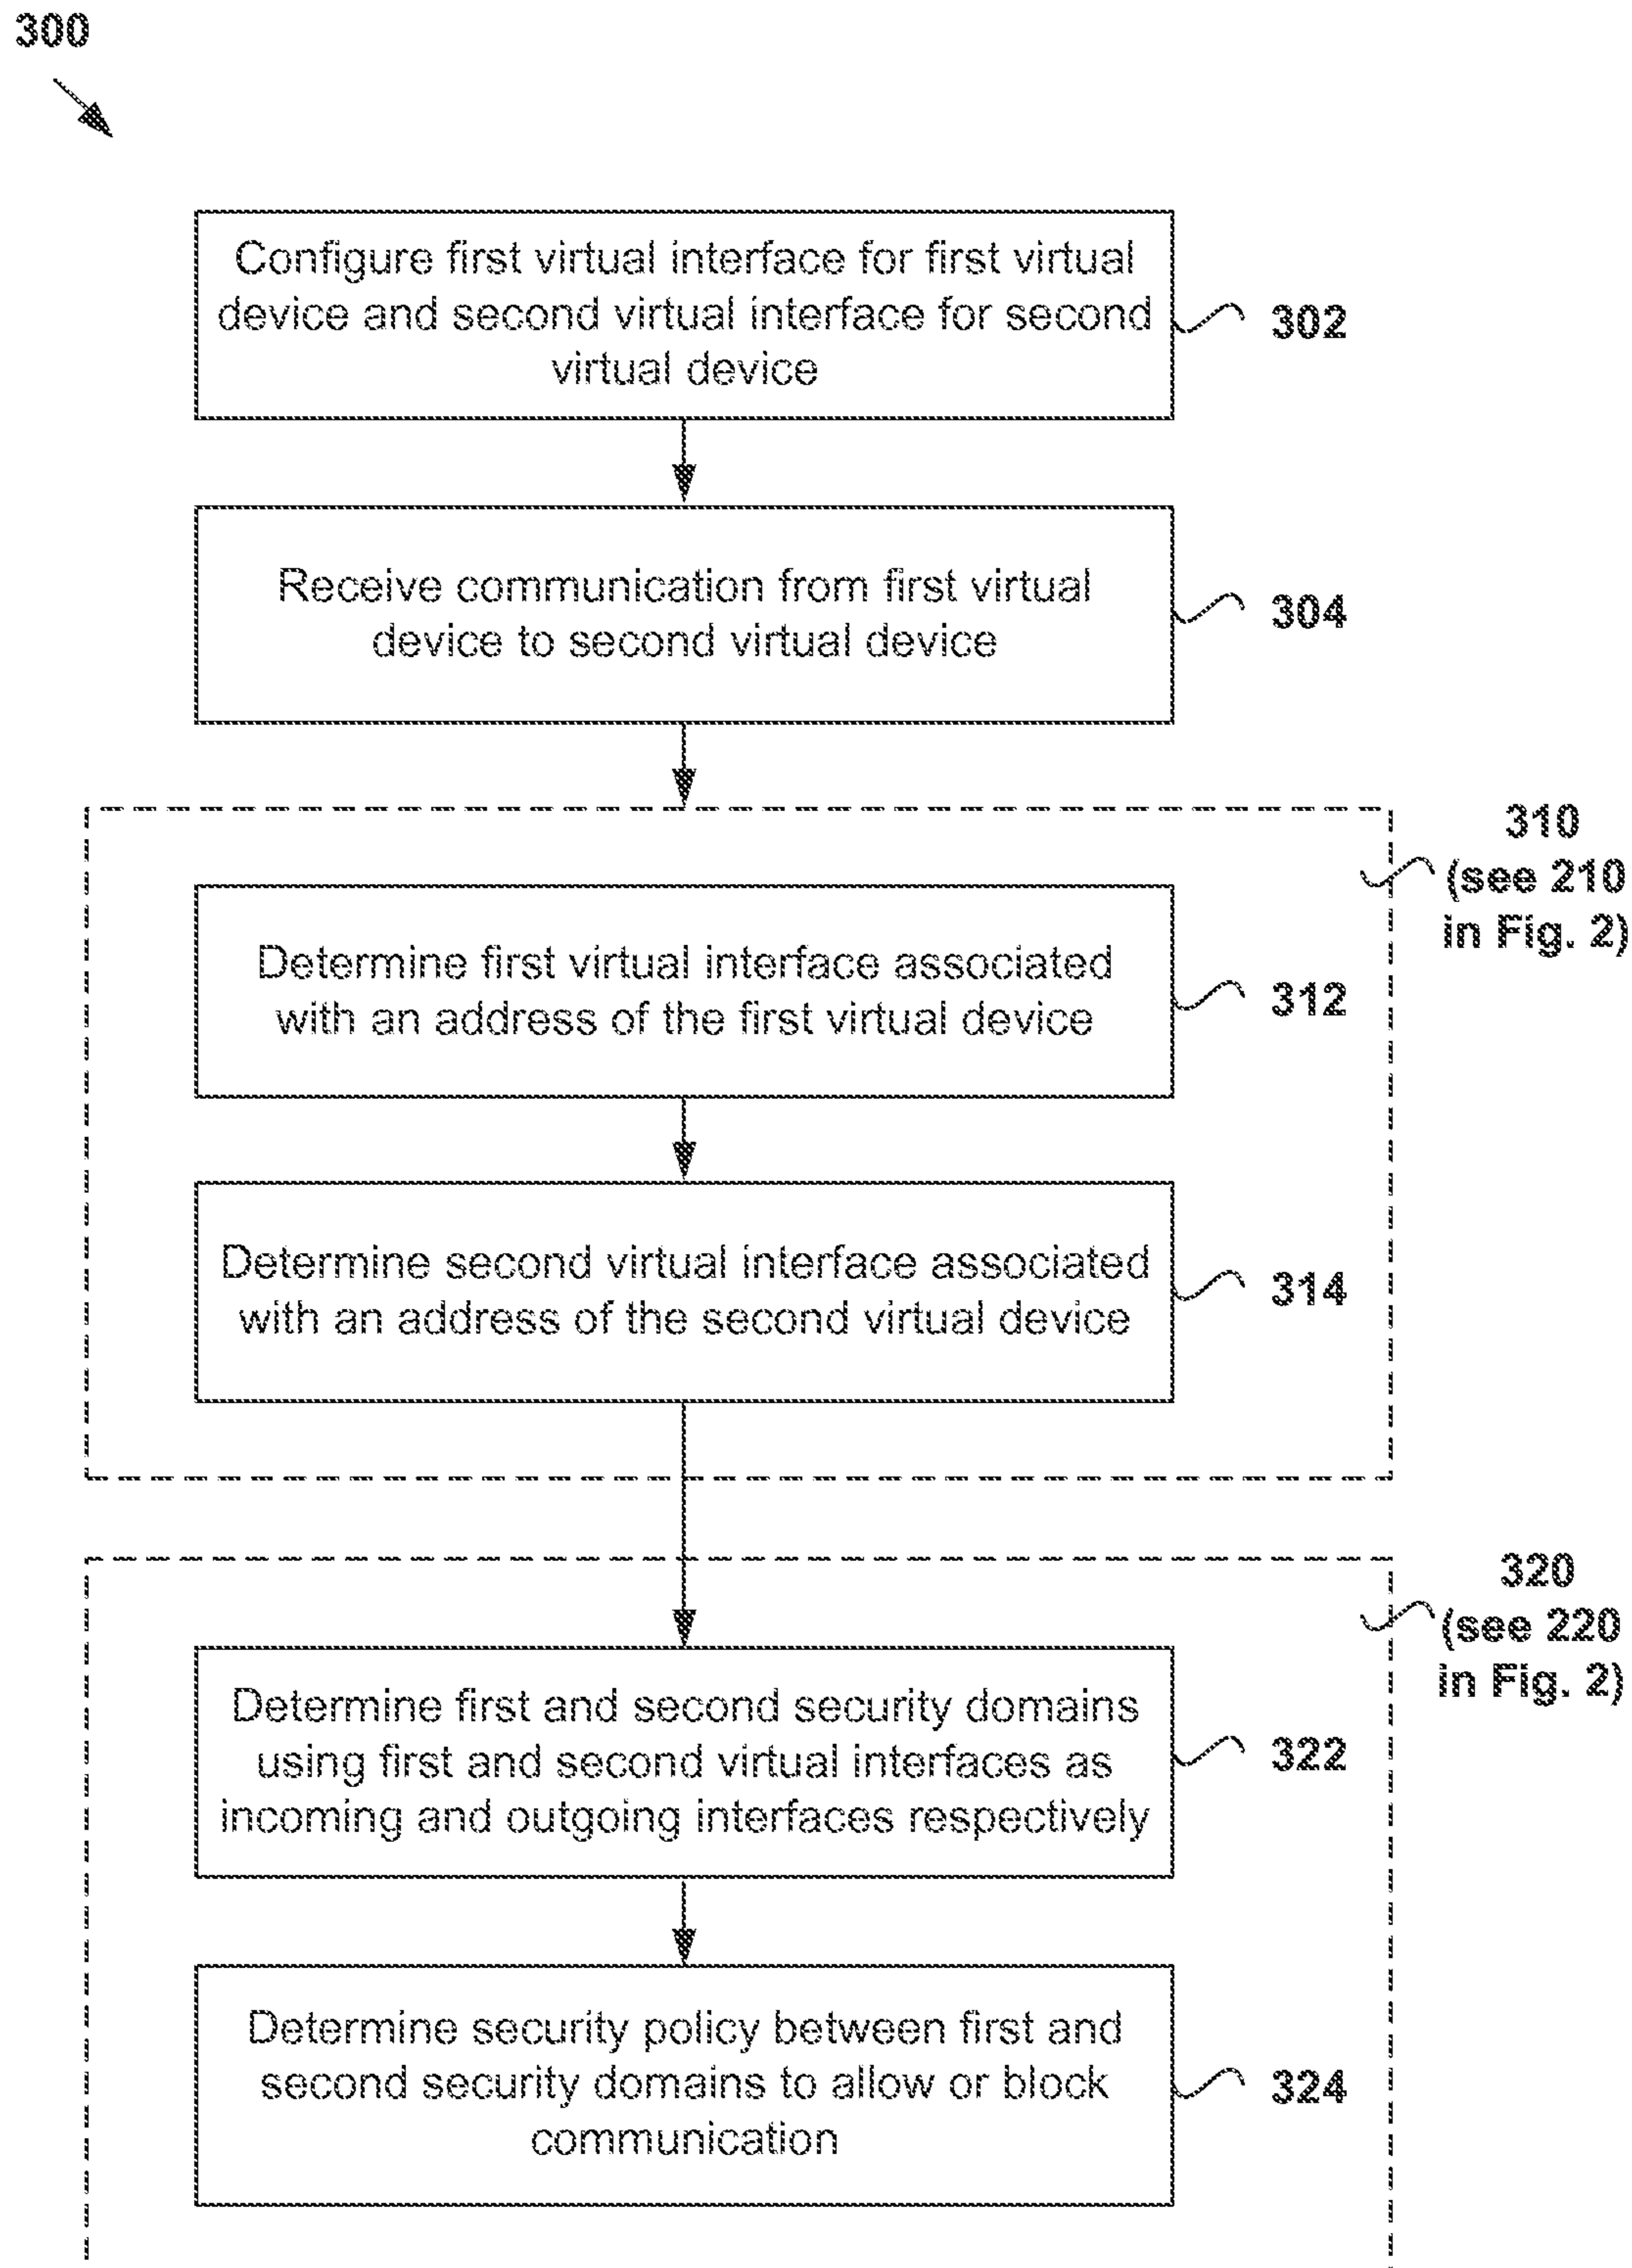 300
Configure first virtual interface for first virtual
device and second virtual interface for second
virtual device
302
Receive communication from first virtual
device to second virtual device
304
310
(see 210
in Fig. 2)
Determine first virtual interface associated
with an address of the first virtual device
312
Determine second virtual interface associated
with an address of the second virtual device
314
320
(see 220
in Fig. 2)
Determine first and second security domains
using first and second virtual interfaces as
incoming and outgoing interfaces respectively
322
Determine security policy between first and
second security domains to allow or block
communication
324